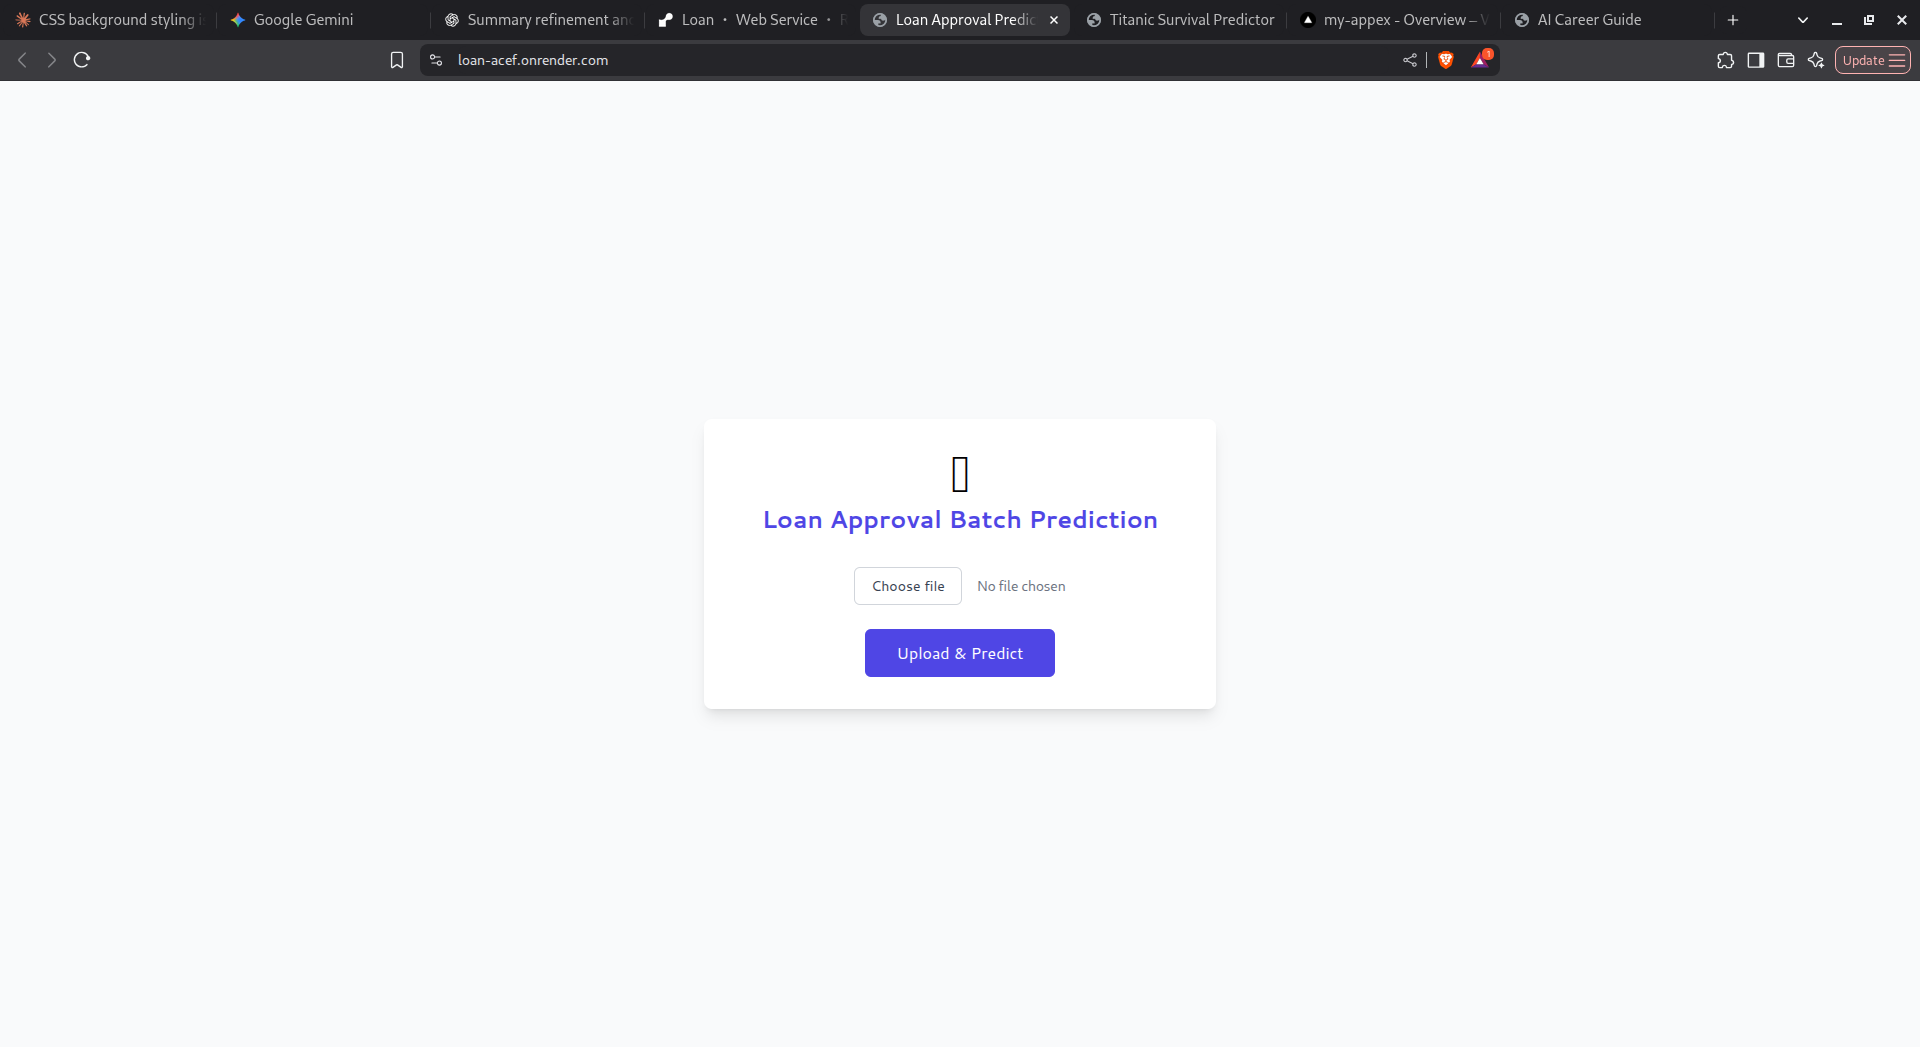 CSS background styling
Google Gemini
Summary refinement an
Loan • Web Service •
Loan Approval Predic
Titanic Survival Predictor
my-appex - Overview –
AI Career Guide
loan-acef.onrender.com
1
Update
Loan Approval Batch Prediction
Choose file No file chosen
Upload & Predict